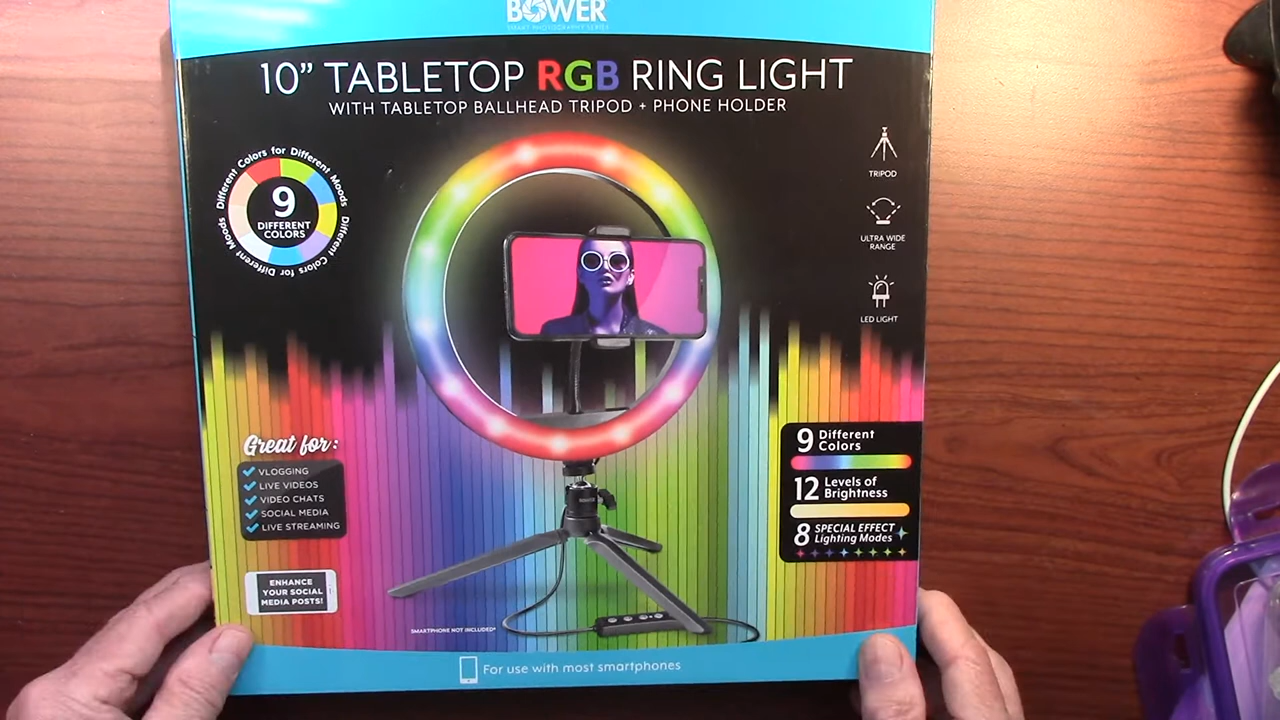 BOWER
SMART PHOTOGRAPHY SERIES
10” TABLETOP RGB RING LIGHT
WITH TABLETOP BALLHEAD TRIPOD + PHONE HOLDER
Different Colors for Different Moods
Different Colors for Different Moods
9
DIFFERENT
COLORS
TRIPOD
ULTRA WIDE
RANGE
LED LIGHT
Great for:
VLOGGING
LIVE VIDEOS
VIDEO CHATS
SOCIAL MEDIA
LIVE STREAMING
9 Different
Colors
12 Levels of
Brightness
8 SPECIAL EFFECT
Lighting Modes
ENHANCE
YOUR SOCIAL
MEDIA POSTS!
SMARTPHONE NOT INCLUDED*
For use with most smartphones